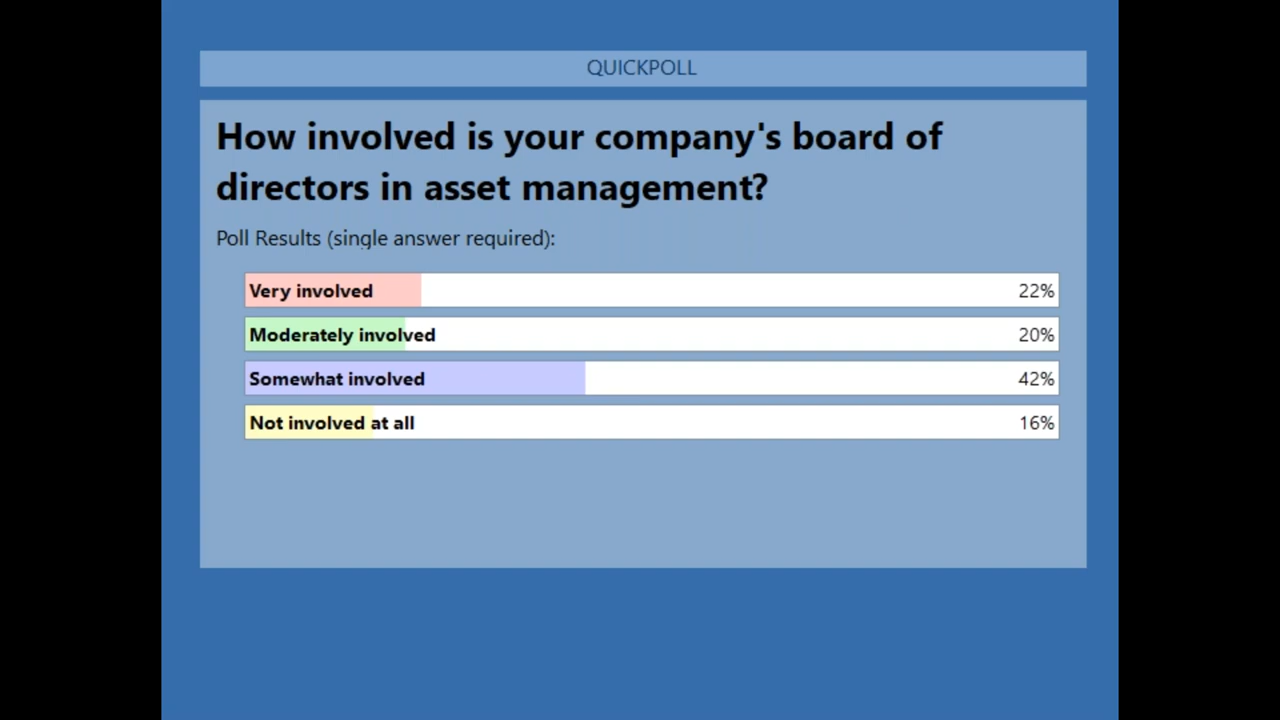 QUICKPOLL
How involved is your company's board of
directors in asset management?
Poll Results (single answer required):
Very involved 22%
Moderately involved 20%
Somewhat involved 42%
Not involved at all 16%